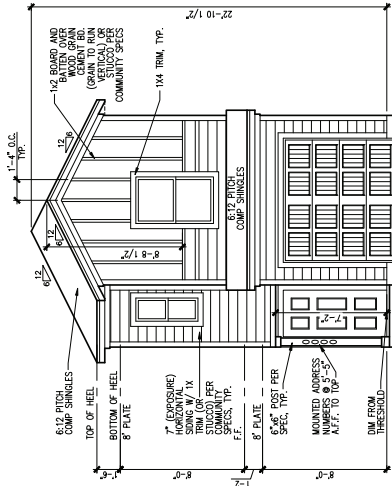 22'-10 1/2"
1x2 BOARD AND
BATTEN OVER
WOOD GRAIN
CEMENT BD.
(GRAIN TO RUN
VERTICAL) OR
STUCCO PER
COMMUNITY SPECS
1X4 TRIM, TYP.
1'-4" O.C.
TYP.
12
6
12
6
12
6
8'-8 1/2"
6:12 PITCH
COMP SHINGLES
6:12 PITCH
COMP SHINGLES
TOP OF HEEL
BOTTOM OF HEEL
8' PLATE
7" (EXPOSURE)
HORIZONTAL
SIDING W/ 1X
TRIM (OR
STUCCO PER
COMMUNITY
SPECS, TYP.
F.F.
8' PLATE
6"x6" POST PER
SPEC, TYP.
MOUNTED ADDRESS
NUMBERS @ 5'-5"
A.F.F. TO TOP
DIM FROM
THRESHOLD
7'-2"
1'-6"
8'-0"
1'-2
8'-0"